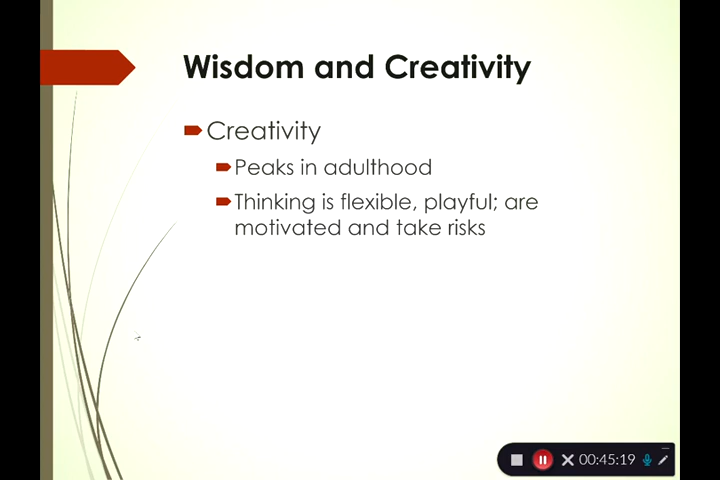 Wisdom and Creativity
Creativity
Peaks in adulthood
Thinking is flexible, playful; are
motivated and take risks
00:45:19